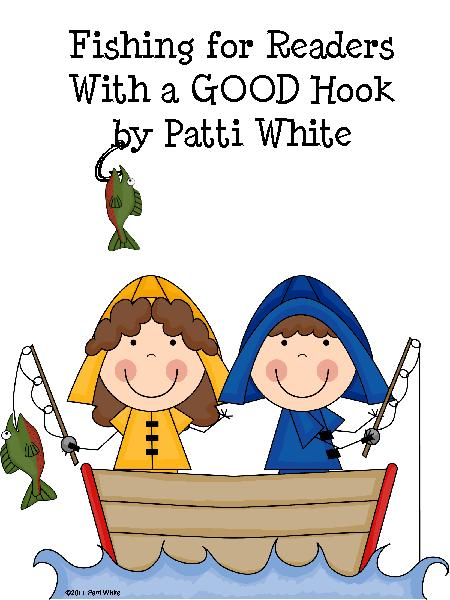 Fishing for Readers
With a GOOD Hook
by Patti White
©2011 Patti White